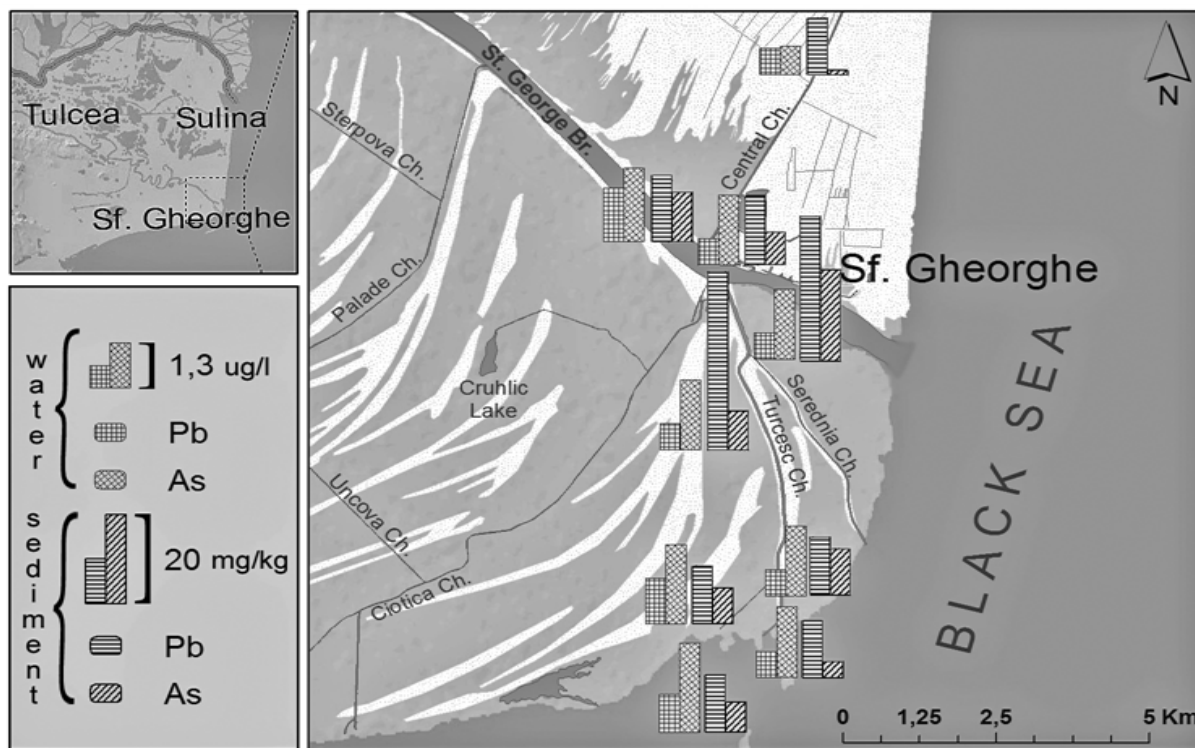 Tulcea
Sulina
Sf. Gheorghe
water
1,3 ug/l
Pb
As
sediment
20 mg/kg
Pb
As
N
St. George Br.
Central Ch.
Sterpova Ch.
Palade Ch.
Sf. Gheorghe
Cruhlic
Lake
Serednia Ch.
Turcesc Ch.
Uncova Ch.
Ciotica Ch.
BLACK SEA
0 1,25 2,5 5 Km